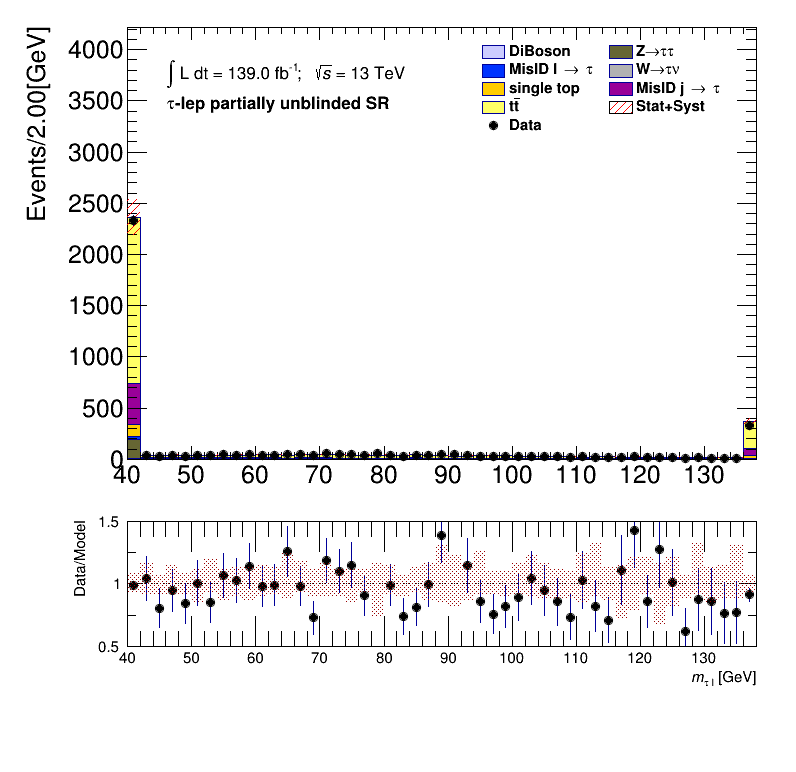 Events/2.00[GeV]
4000
3500
3000
2500
2000
1500
1000
500
0
∫ L dt = 139.0 fb⁻¹; √s = 13 TeV
τ-lep partially unblinded SR
DiBoson
MisID l → τ
single top
tt̄
Data
Z→ττ
W→τν
MisID j → τ
Stat+Syst
40 50 60 70 80 90 100 110 120 130
Data/Model
1.5
1
0.5
40 50 60 70 80 90 100 110 120 130
m_{τ l} [GeV]